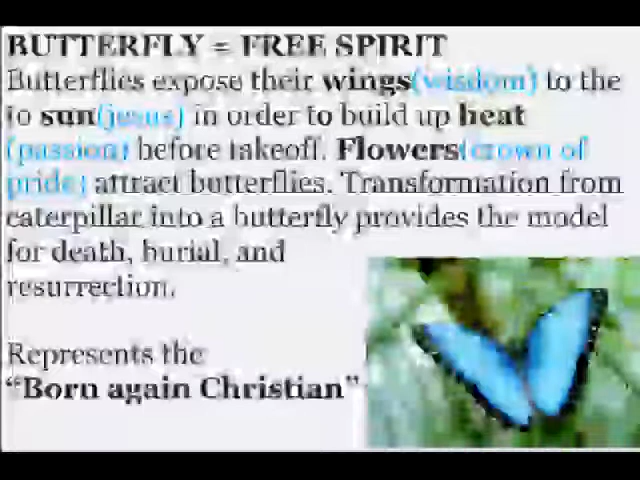 BUTTERFLY = FREE SPIRIT
Butterflies expose their wings(wisdom) to the
to sun(jesus) in order to build up heat
(passion) before takeoff. Flowers(crown of
pride) attract butterflies. Transformation from
caterpillar into a butterfly provides the model
for death, burial, and
resurrection.
Represents the
“Born again Christian”